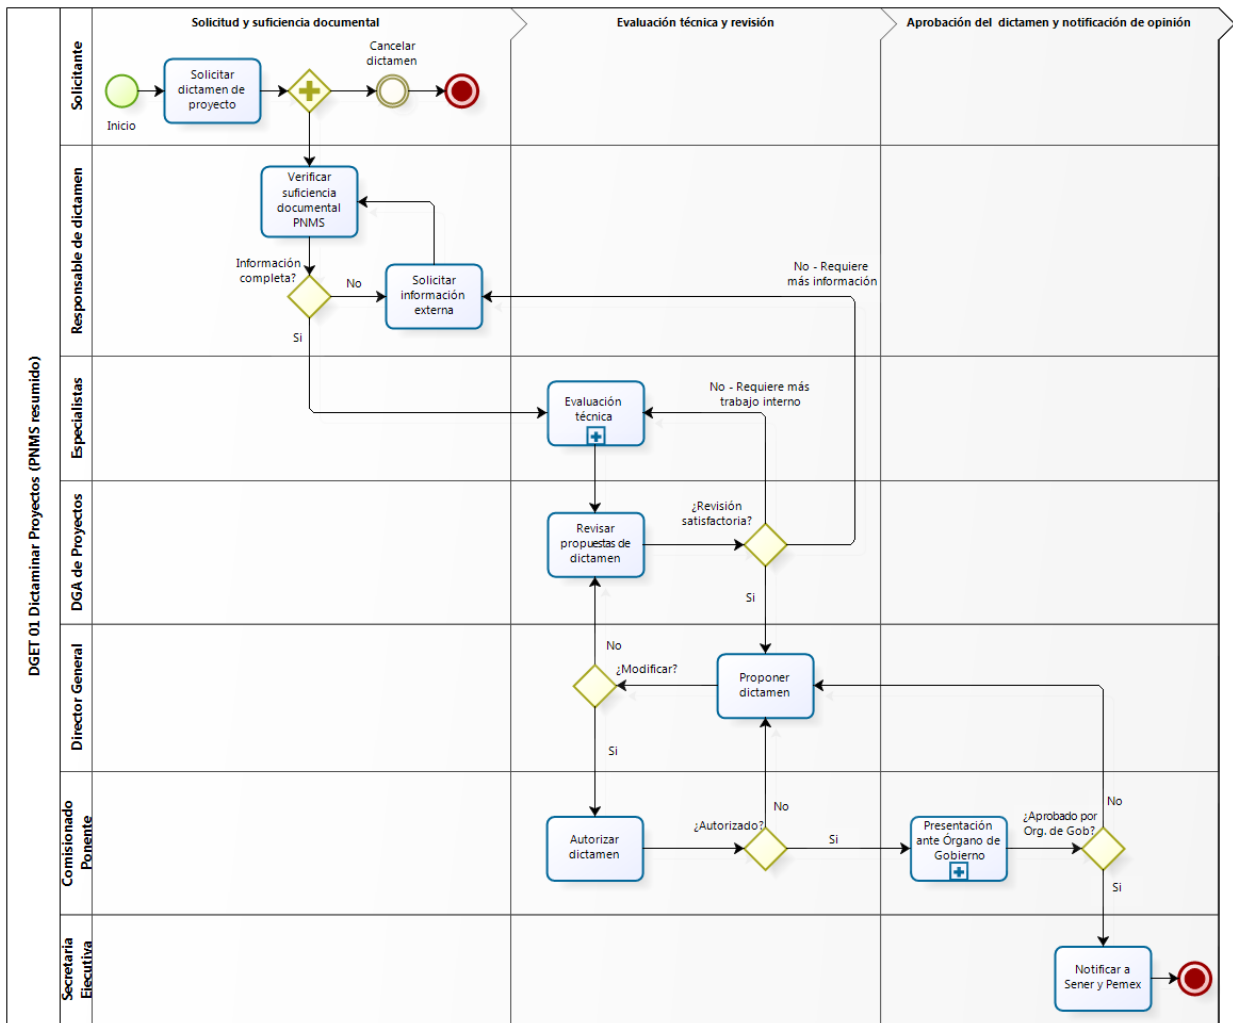 Solicitud y suficiencia documental
Evaluación técnica y revisión
Aprobación del dictamen y notificación de opinión
DGET 01 Dictaminar Proyectos (PNMS resumido)
Solicitante
Inicio
Solicitar
dictamen de
proyecto
Cancelar
dictamen
Responsable de dictamen
Verificar
suficiencia
documental
PNMS
Información
completa?
No
Si
Solicitar
información
externa
No - Requiere
más información
Especialistas
Evaluación
técnica
No - Requiere más
trabajo interno
DGA de Proyectos
Revisar
propuestas de
dictamen
¿Revisión
satisfactoria?
Si
Director General
No
¿Modificar?
Si
Proponer
dictamen
Comisionado
Ponente
Autorizar
dictamen
¿Autorizado?
No
Si
Presentación
ante Órgano de
Gobierno
¿Aprobado por
Org. de Gob?
No
Si
Secretaria
Ejecutiva
Notificar a
Sener y Pemex